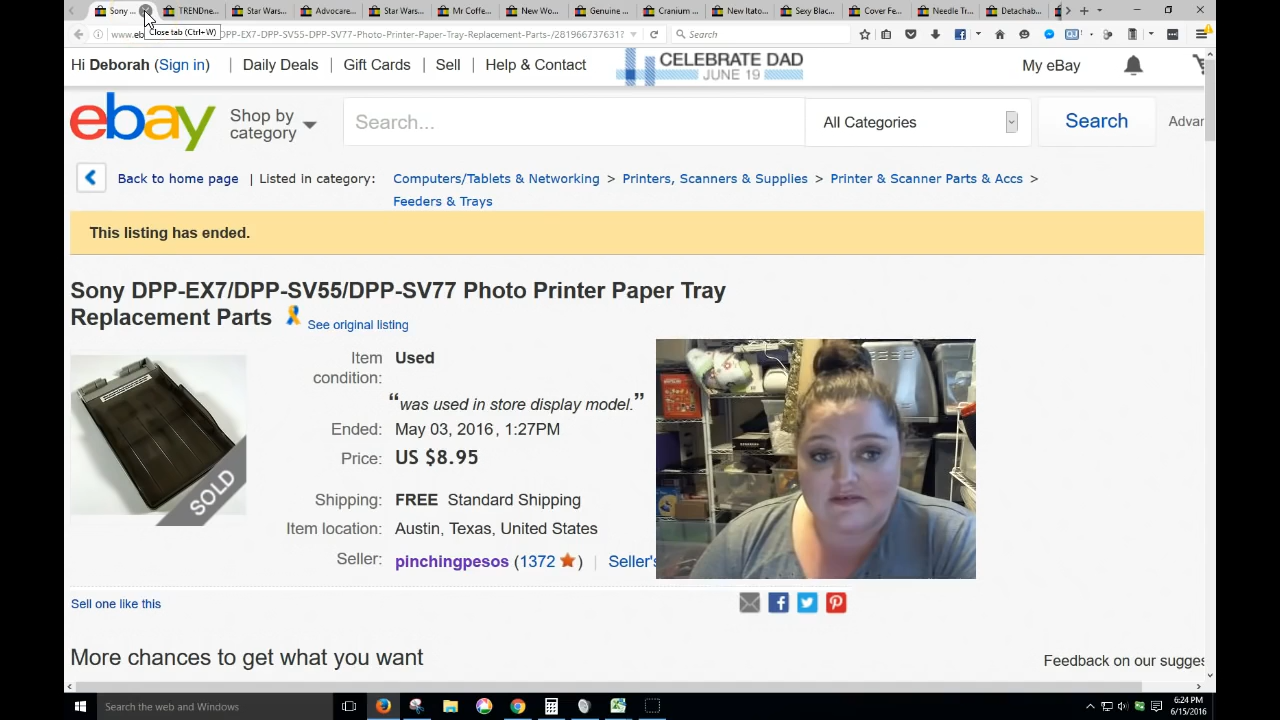 Sony ... TRENDne... Star Wars... Advocare... Star Wars... Mr Coffe... New Wo... Genuine ... Cranium ... New Itato... Sexy Blac... Cover Fe... Needle Tr... Detachab...
Close tab (Ctrl+W)
www.eb DPP-EX7-DPP-SV55-DPP-SV77-Photo-Printer-Paper-Tray-Replacement-Parts-/281966737631? Search
Hi Deborah (Sign in) | Daily Deals | Gift Cards | Sell | Help & Contact
CELEBRATE DAD
JUNE 19
My eBay
ebay
Shop by
category
Search...
All Categories
Search
Advan
Back to home page | Listed in category: Computers/Tablets & Networking > Printers, Scanners & Supplies > Printer & Scanner Parts & Accs >
Feeders & Trays
This listing has ended.
Sony DPP-EX7/DPP-SV55/DPP-SV77 Photo Printer Paper Tray
Replacement Parts See original listing
SOLD
Item
condition: Used
“was used in store display model.”
Ended: May 03, 2016 , 1:27PM
Price: US $8.95
Shipping: FREE Standard Shipping
Item location: Austin, Texas, United States
Seller: pinchingpesos (1372 ) | Seller's
Sell one like this
More chances to get what you want
Feedback on our sugges
Search the web and Windows
6:24 PM
6/15/2016